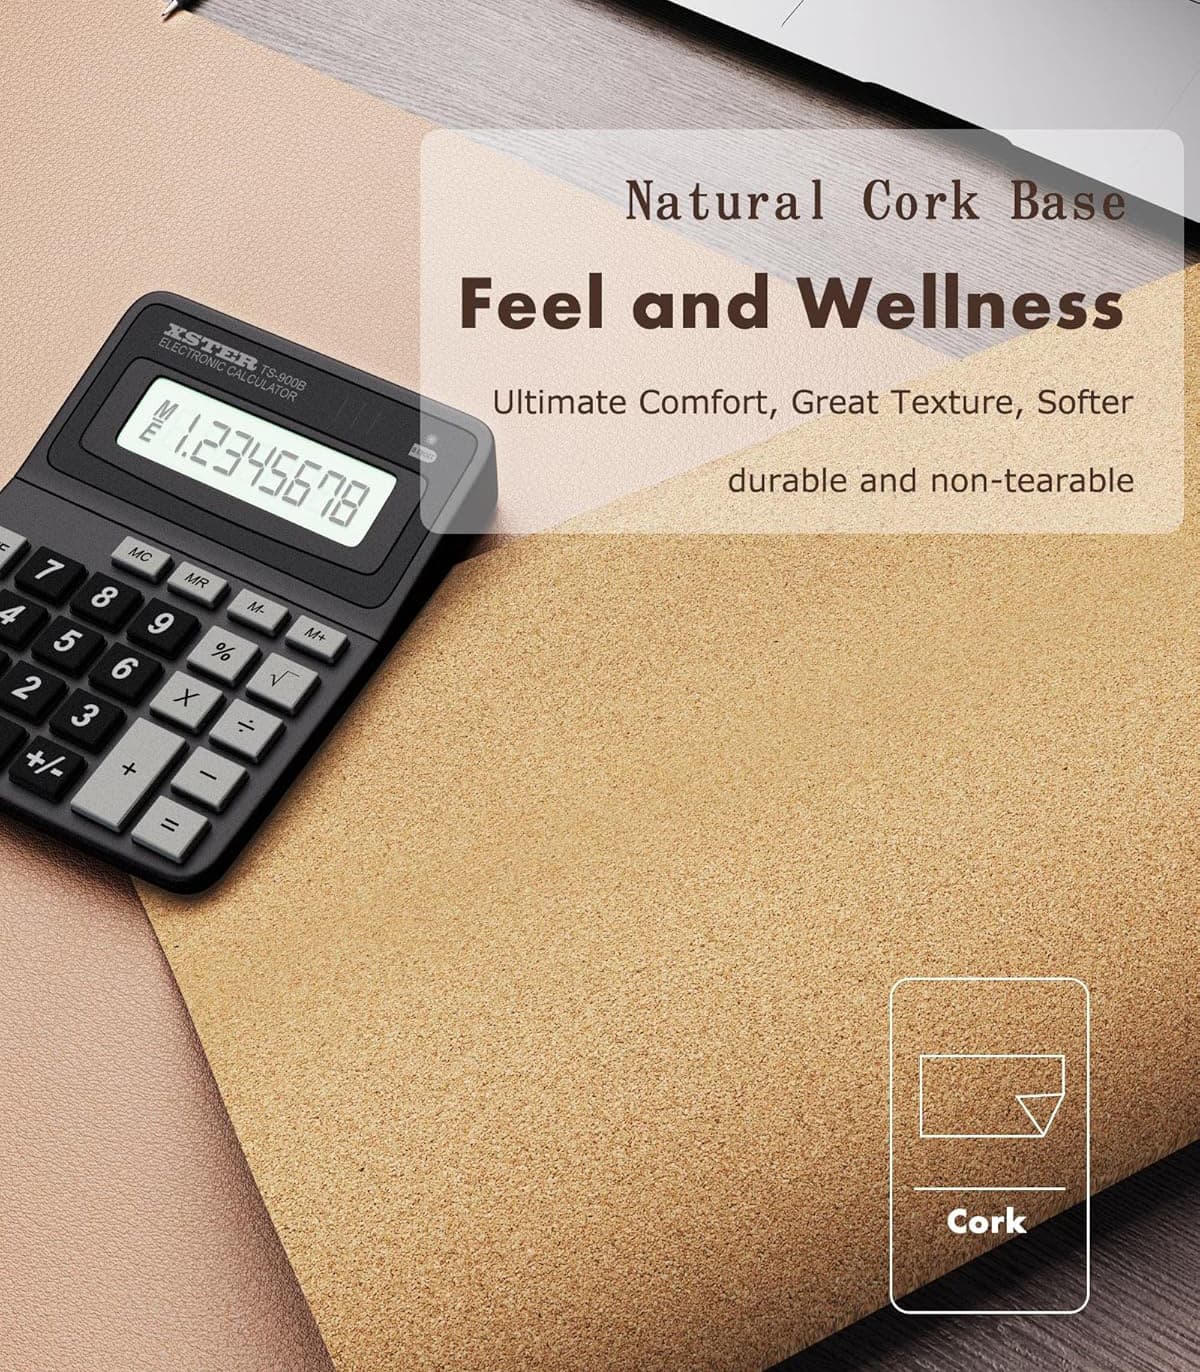 Natural Cork Base
Feel and Wellness
Ultimate Comfort, Great Texture, Softer
durable and non-tearable
XSTER TS-900B
ELECTRONIC CALCULATOR
M
E 1.2345678
MC MR M- M+
7 8 9 % √
4 5 6 X ÷
2 3 + −
+/- =
Cork